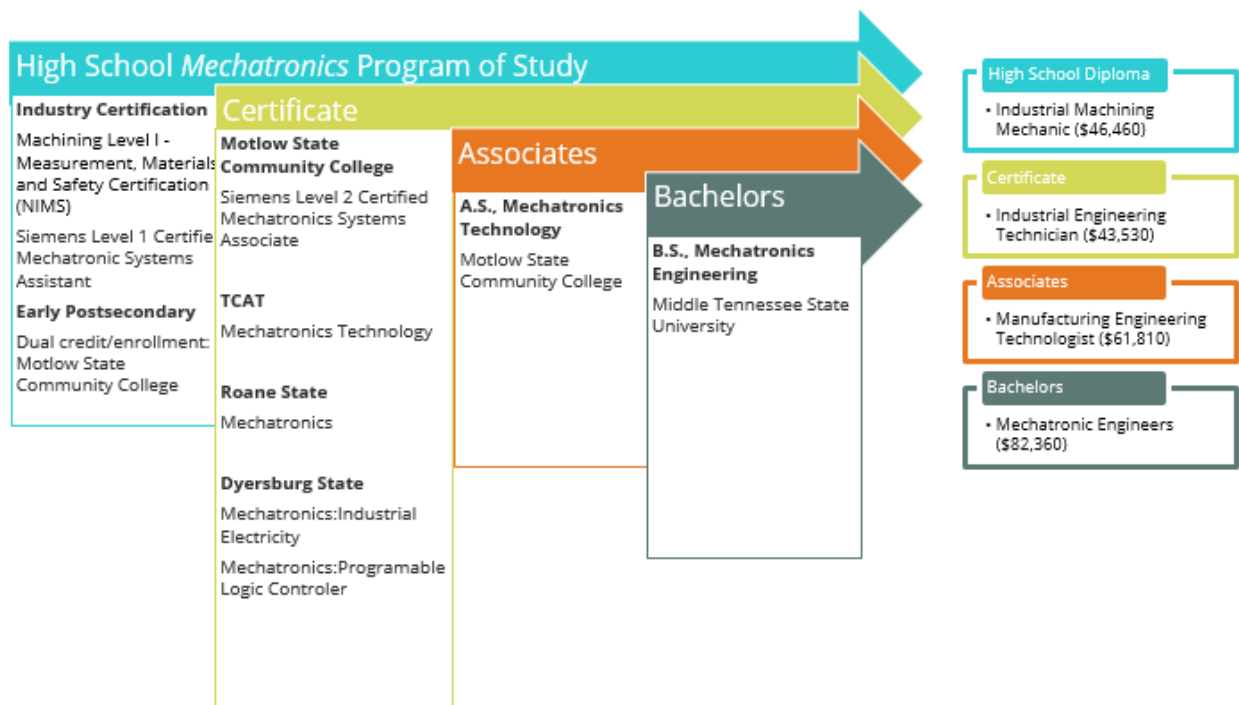 High School Mechatronics Program of Study
Industry Certification
Machining Level I -
Measurement, Materials
and Safety Certification
(NIMS)
Siemens Level 1 Certifie
Mechatronic Systems
Assistant
Early Postsecondary
Dual credit/enrollment:
Motlow State
Community College
Certificate
Motlow State
Community College
Siemens Level 2 Certified
Mechatronics Systems
Associate
TCAT
Mechatronics Technology
Roane State
Mechatronics
Dyersburg State
Mechatronics:Industrial
Electricity
Mechatronics:Programable
Logic Controler
Associates
A.S., Mechatronics
Technology
Motlow State
Community College
Bachelors
B.S., Mechatronics
Engineering
Middle Tennessee State
University
High School Diploma
• Industrial Machining
Mechanic ($46,460)
Certificate
• Industrial Engineering
Technician ($43,530)
Associates
• Manufacturing Engineering
Technologist ($61,810)
Bachelors
• Mechatronic Engineers
($82,360)